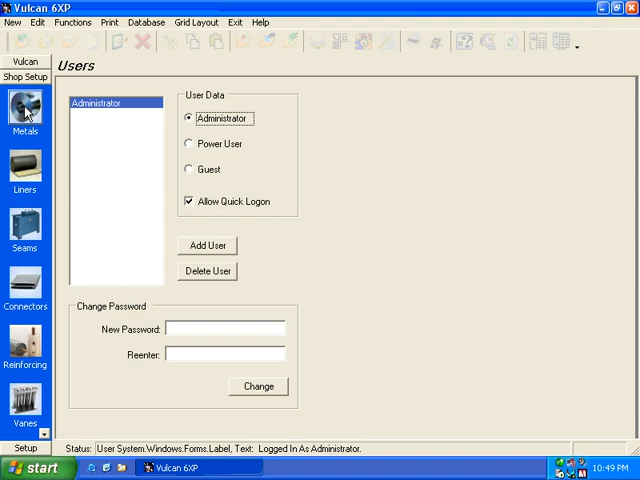 Vulcan 6XP
New Edit Functions Print Database Grid Layout Exit Help
Vulcan
Shop Setup
Metals
Liners
Seams
Connectors
Reinforcing
Vanes
Setup
Users
Administrator
User Data
Administrator
Power User
Guest
Allow Quick Logon
Add User
Delete User
Change Password
New Password:
Reenter:
Change
Status: User System.Windows.Forms.Label, Text: Logged In As Administrator.
start
Vulcan 6XP
10:49 PM